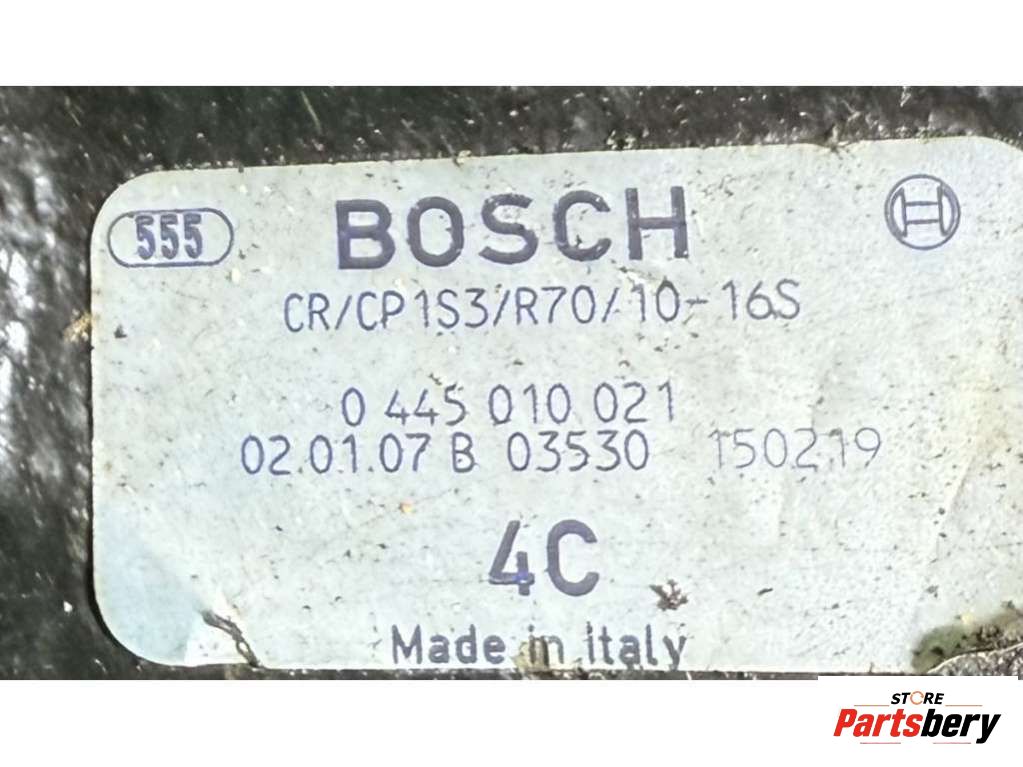 555 BOSCH
CR/CP1S3/R70/10-16S
0 445 010 021
02.01.07 B 03530 150219
4C
Made in italy
STORE
Partsbery